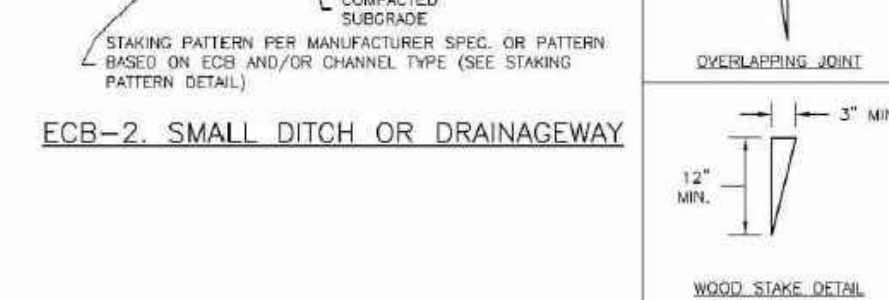 COMPACTED
SUBGRADE
STAKING PATTERN PER MANUFACTURER SPEC. OR PATTERN
BASED ON ECB AND/OR CHANNEL TYPE (SEE STAKING
PATTERN DETAIL)
ECB-2. SMALL DITCH OR DRAINAGEWAY
OVERLAPPING JOINT
3" MIN
12"
MIN.
WOOD STAKE DETAIL